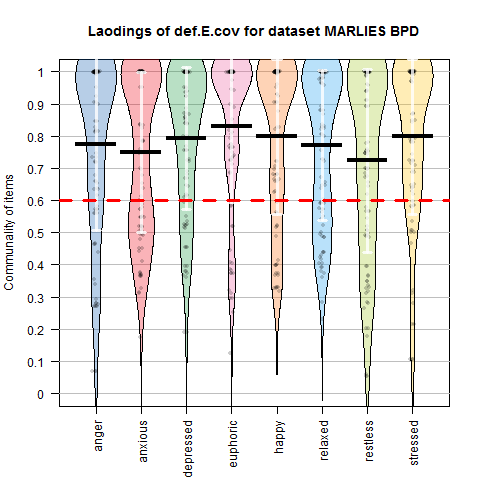 Laodings of def.E.cov for dataset MARLIES BPD
Communality of items
1
0.9
0.8
0.7
0.6
0.5
0.4
0.3
0.2
0.1
0
anger
anxious
depressed
euphoric
happy
relaxed
restless
stressed